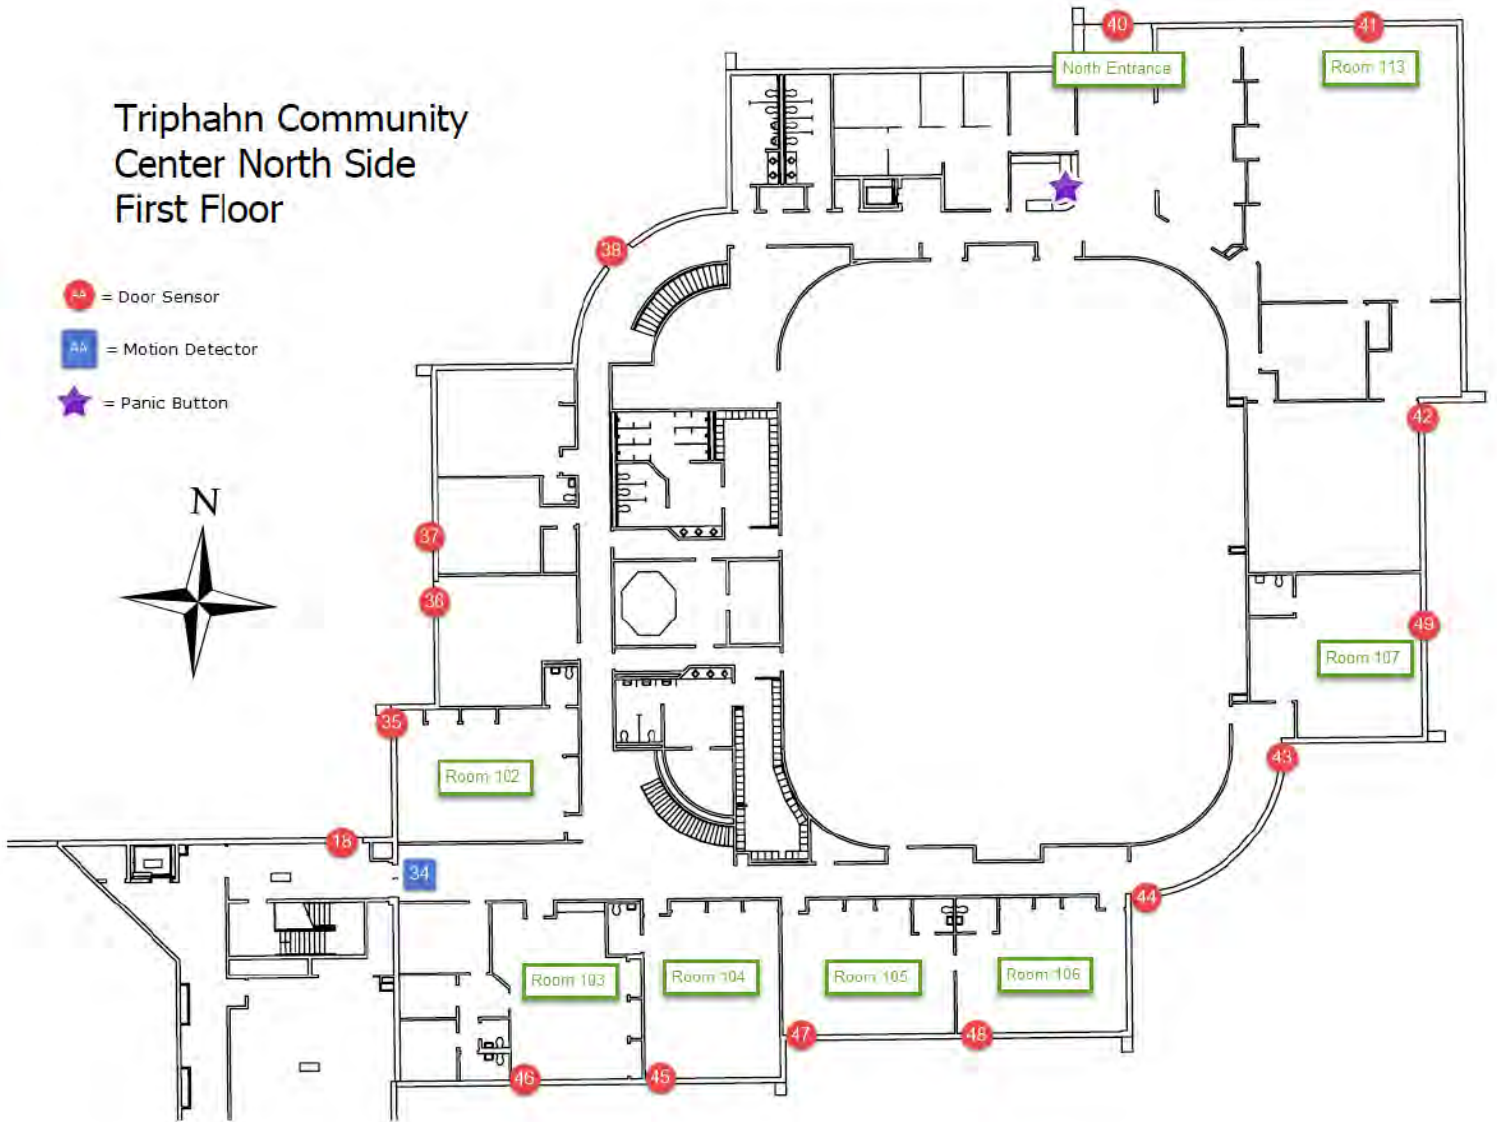 Triphahn Community
Center North Side
First Floor
AA = Door Sensor
AA = Motion Detector
= Panic Button
N
40
41
North Entrance
Room 113
38
42
37
36
49
Room 107
35
Room 102
43
18
34
44
Room 103
Room 104
Room 105
Room 106
47
48
46
45